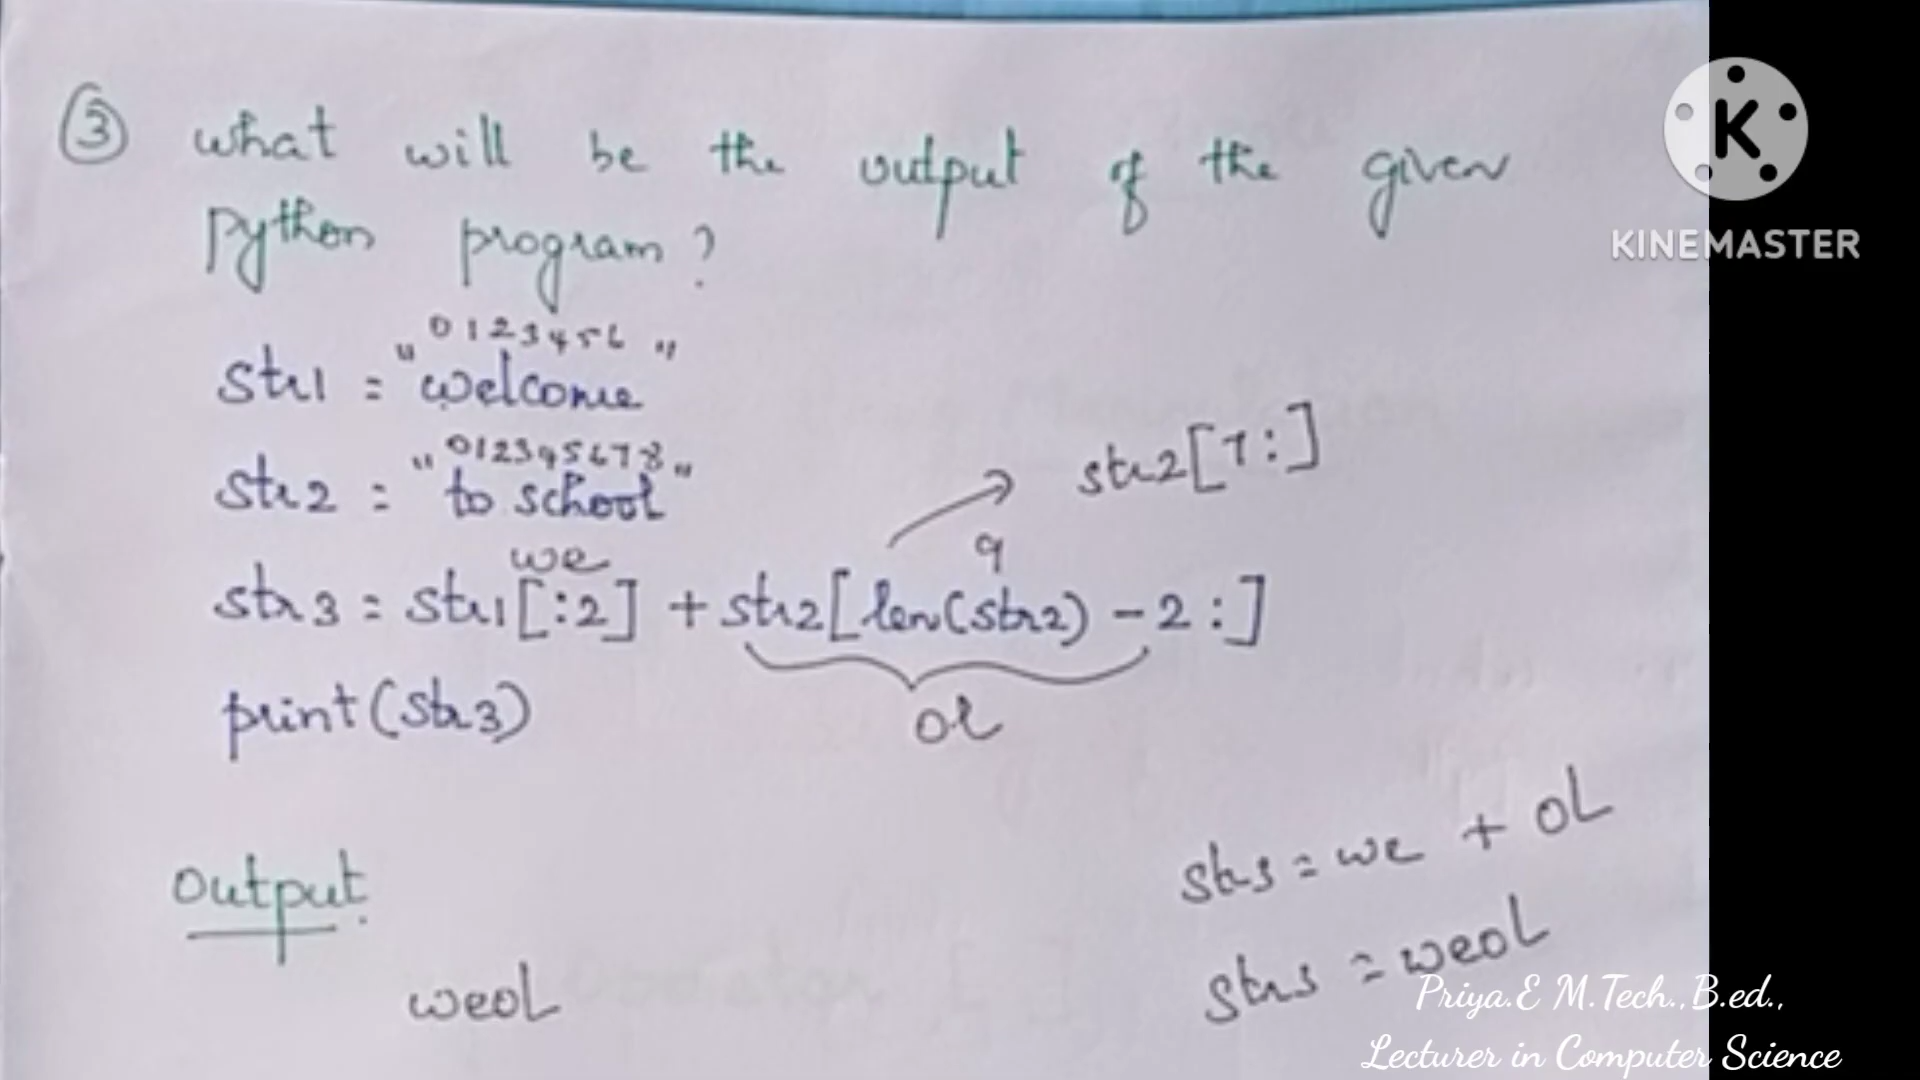 ③ what will be the output of the given
python program?
0123456
str1 = "welcome"
012345678
str2 = "to school"
str2[7:]
we
9
str3 = str1[:2] + str2[len(str2) - 2 :]
print(str3)
ol
str3 = we + oL
Output
str3 = weoL
weoL
K
KINEMASTER
Priya.E M.Tech.,B.ed.,
Lecturer in Computer Science